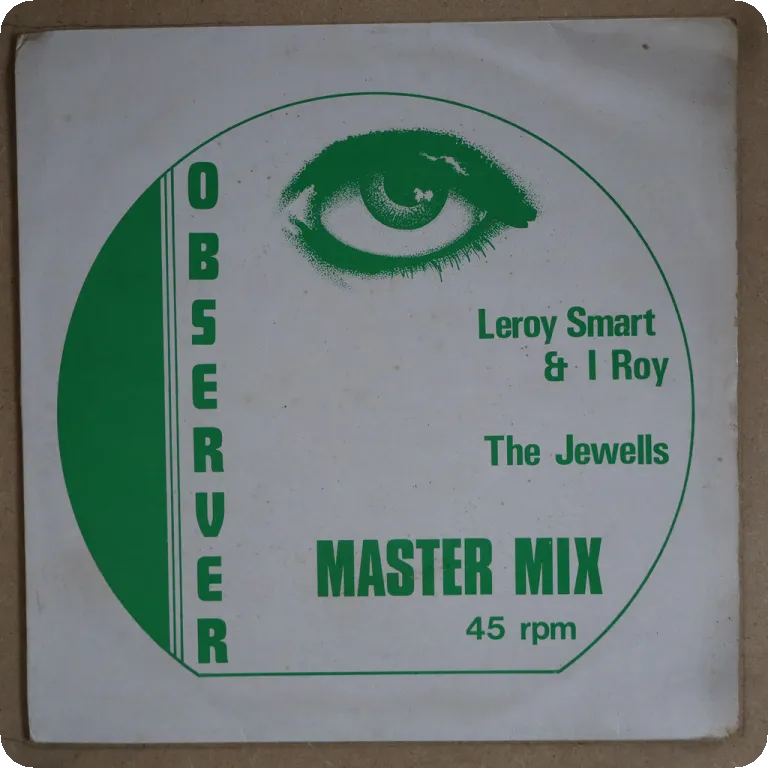 OBSERVER
Leroy Smart
& I Roy
The Jewells
MASTER MIX
45 rpm